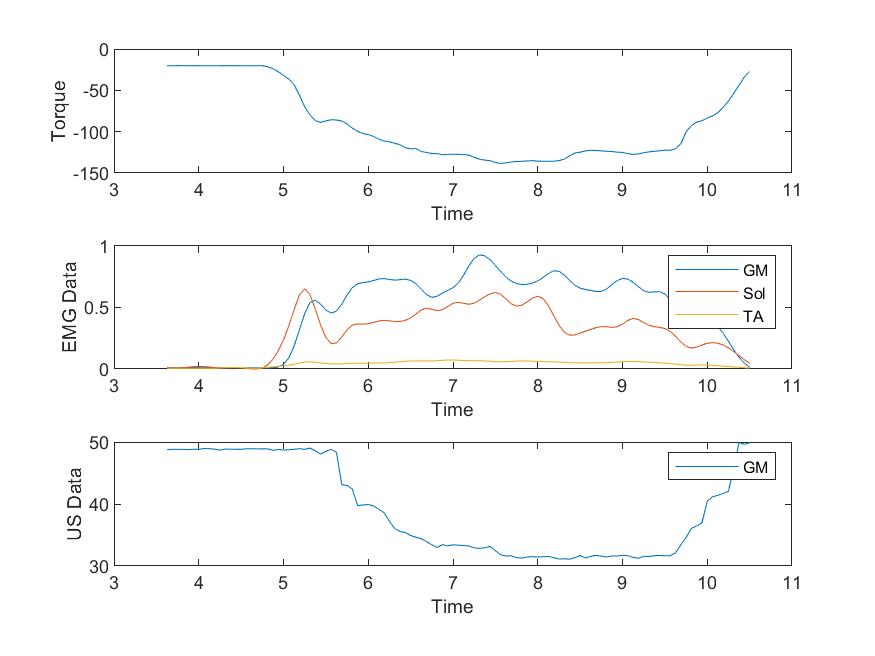 0
-50
-100
-150
Torque
3 4 5 6 7 8 9 10 11
Time
1
0.5
0
EMG Data
GM
Sol
TA
3 4 5 6 7 8 9 10 11
Time
50
40
30
US Data
GM
3 4 5 6 7 8 9 10 11
Time